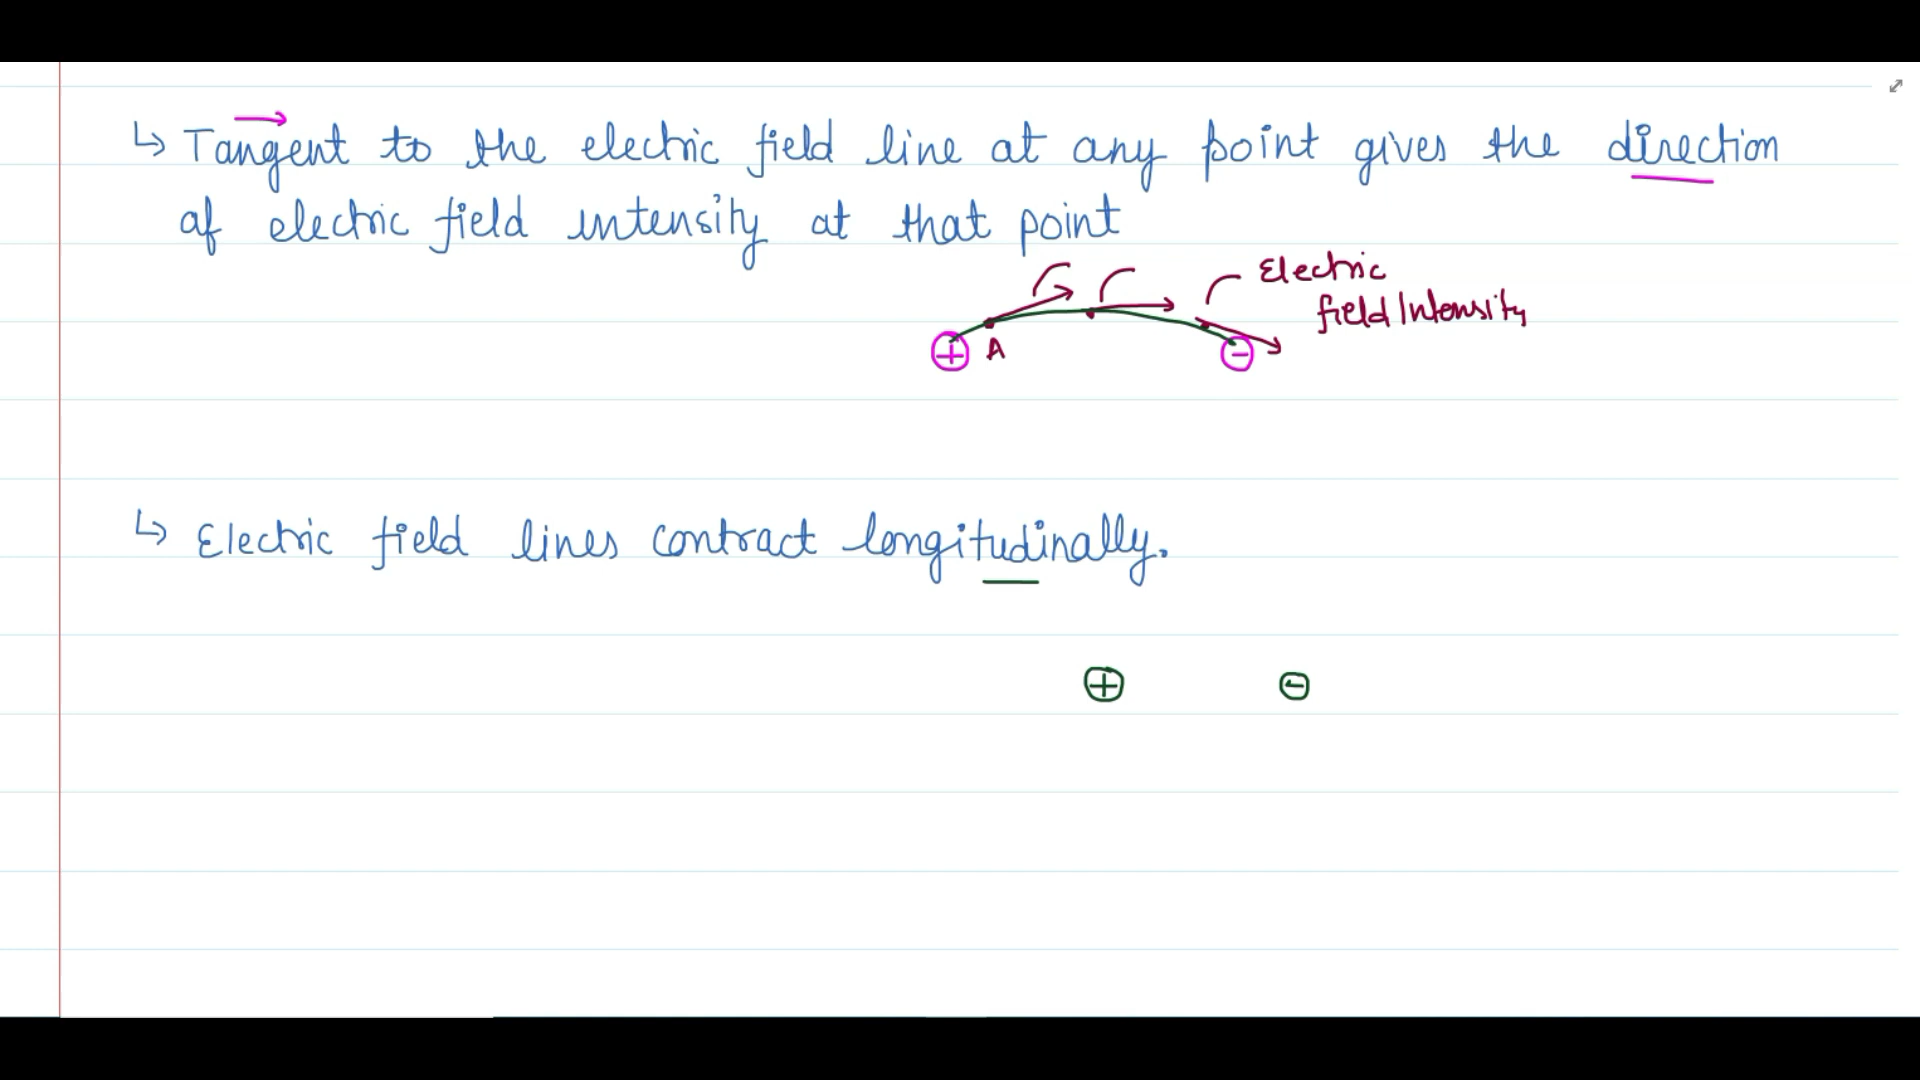 ↳ Tangent to the electric field line at any point gives the direction
of electric field intensity at that point
Electric
field Intensity
+ A -
↳ Electric field lines contract longitudinally.
+ -